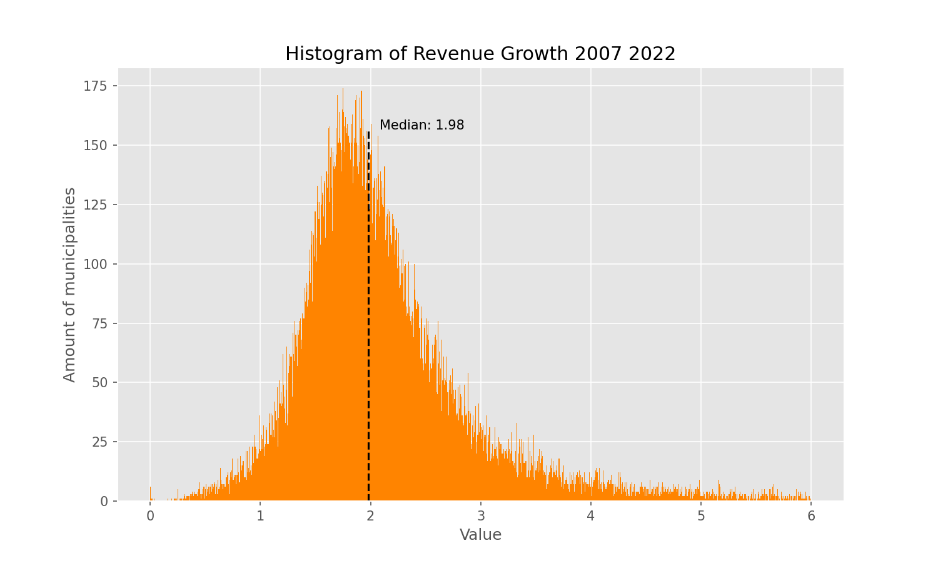 Histogram of Revenue Growth 2007 2022
175
150
125
100
75
50
25
0
Amount of municipalities
Median: 1.98
0 1 2 3 4 5 6
Value